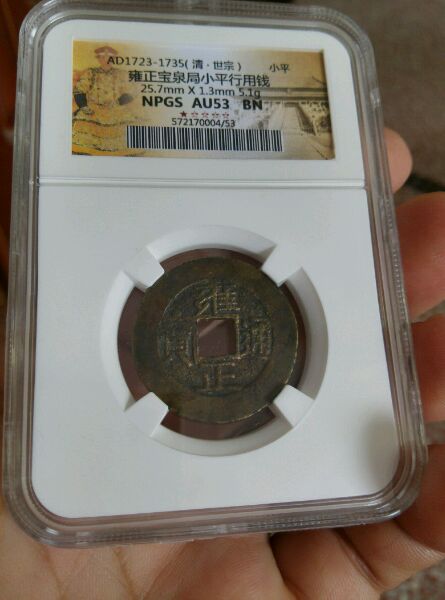 AD1723-1735(清·世宗) 小平
雍正宝泉局小平行用钱
25.7mm X 1.3mm 5.1g
NPGS AU53 BN
★☆☆☆☆
572170004/53
雍
寳 通
正